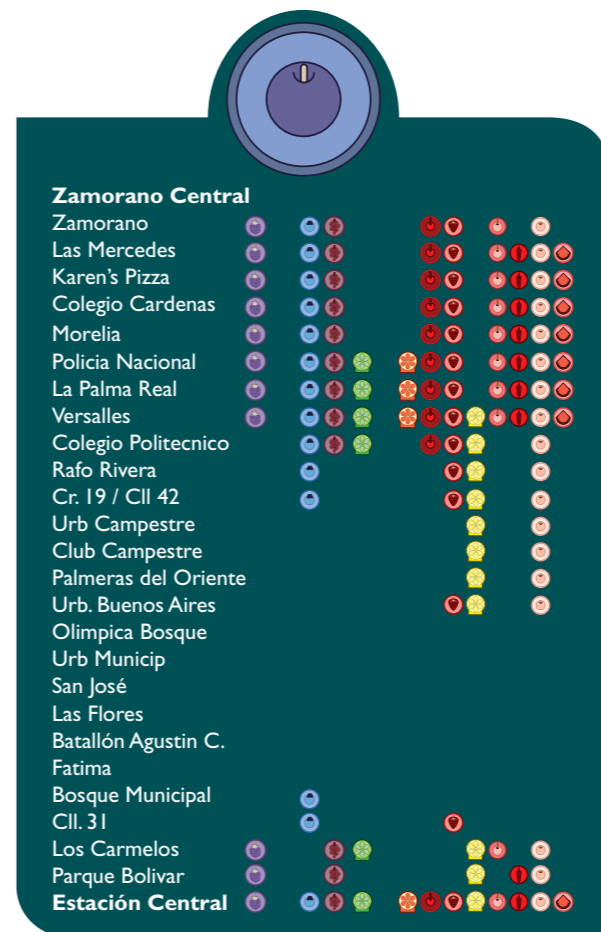 Zamorano Central
Zamorano
Las Mercedes
Karen's Pizza
Colegio Cardenas
Morelia
Policia Nacional
La Palma Real
Versalles
Colegio Politecnico
Rafo Rivera
Cr. 19 / Cll 42
Urb Campestre
Club Campestre
Palmeras del Oriente
Urb. Buenos Aires
Olimpica Bosque
Urb Municip
San José
Las Flores
Batallón Agustin C.
Fatima
Bosque Municipal
Cll. 31
Los Carmelos
Parque Bolivar
Estación Central